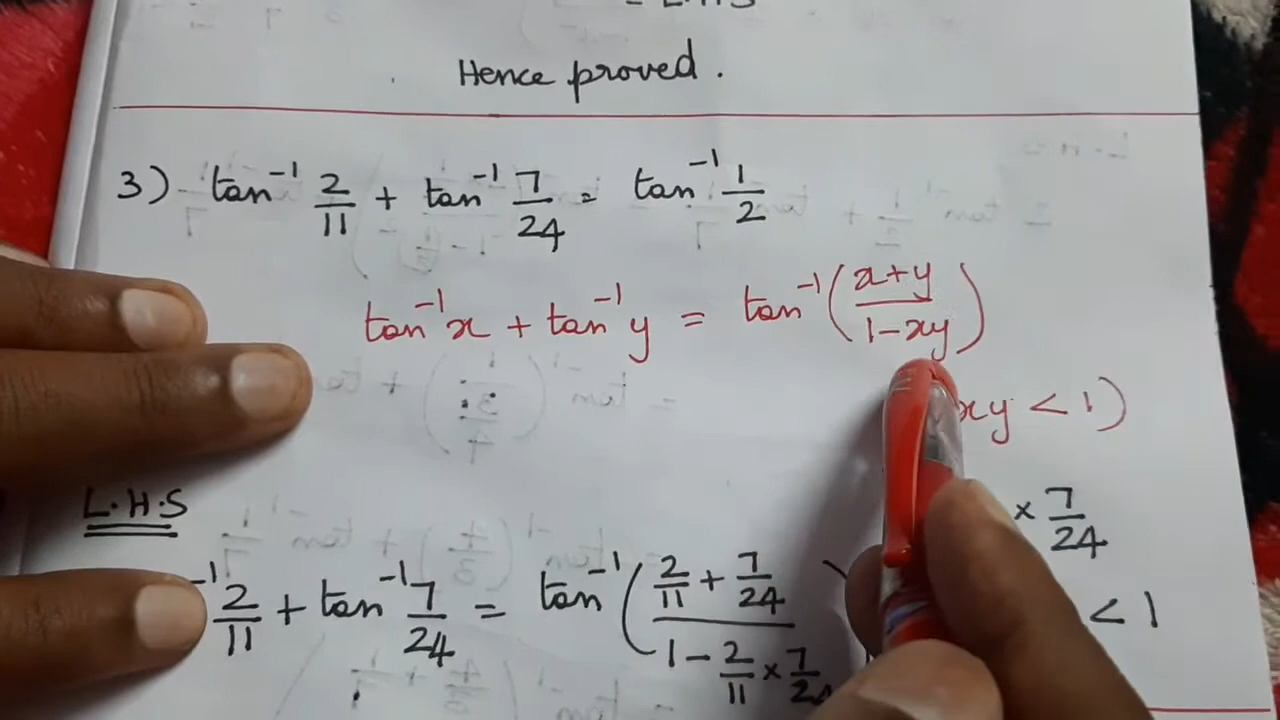 = L.H.S
Hence proved.
3) tan⁻¹ 2/11 + tan⁻¹ 7/24 = tan⁻¹ 1/2
tan⁻¹x + tan⁻¹y = tan⁻¹((x+y)/(1-xy))
xy < 1)
L.H.S
× 7/24
⁻¹ 2/11 + tan⁻¹ 7/24 = tan⁻¹((2/11 + 7/24)/(1 - 2/11 × 7/24
< 1